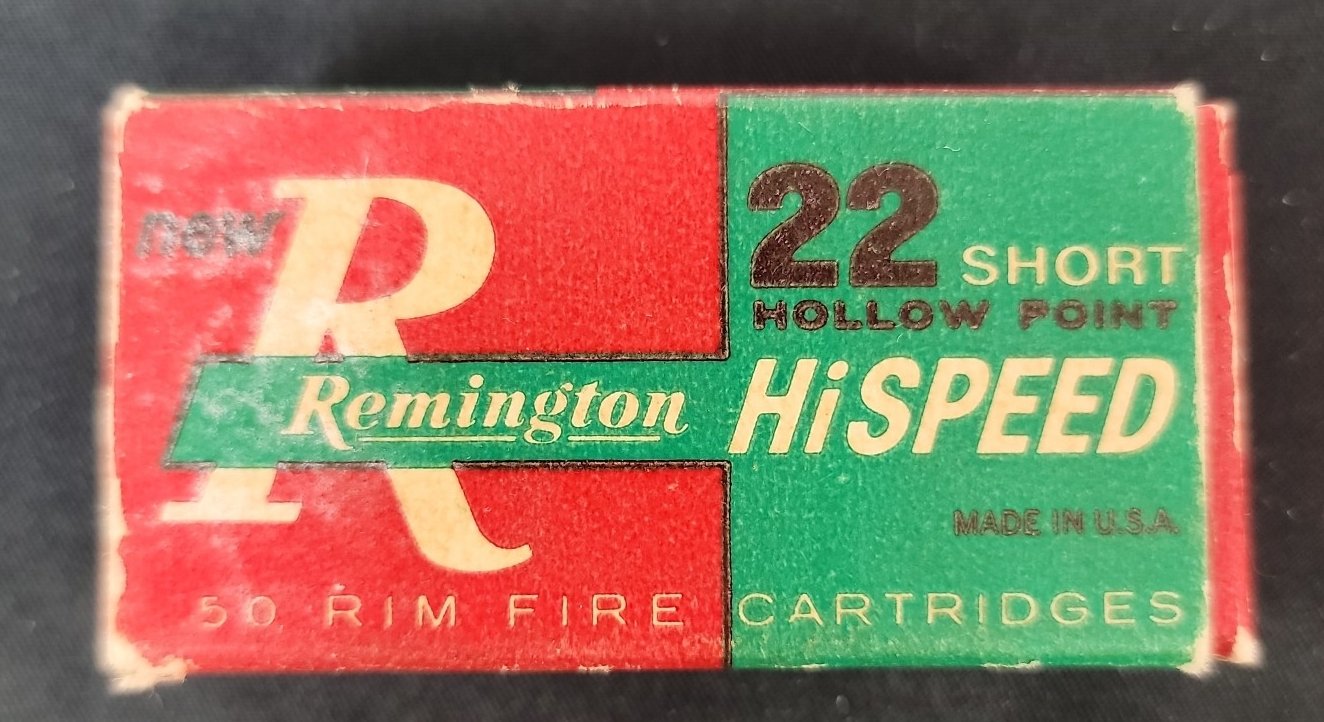 new
R
Remington
22 SHORT
HOLLOW POINT
HiSPEED
MADE IN U.S.A.
50 RIM FIRE CARTRIDGES